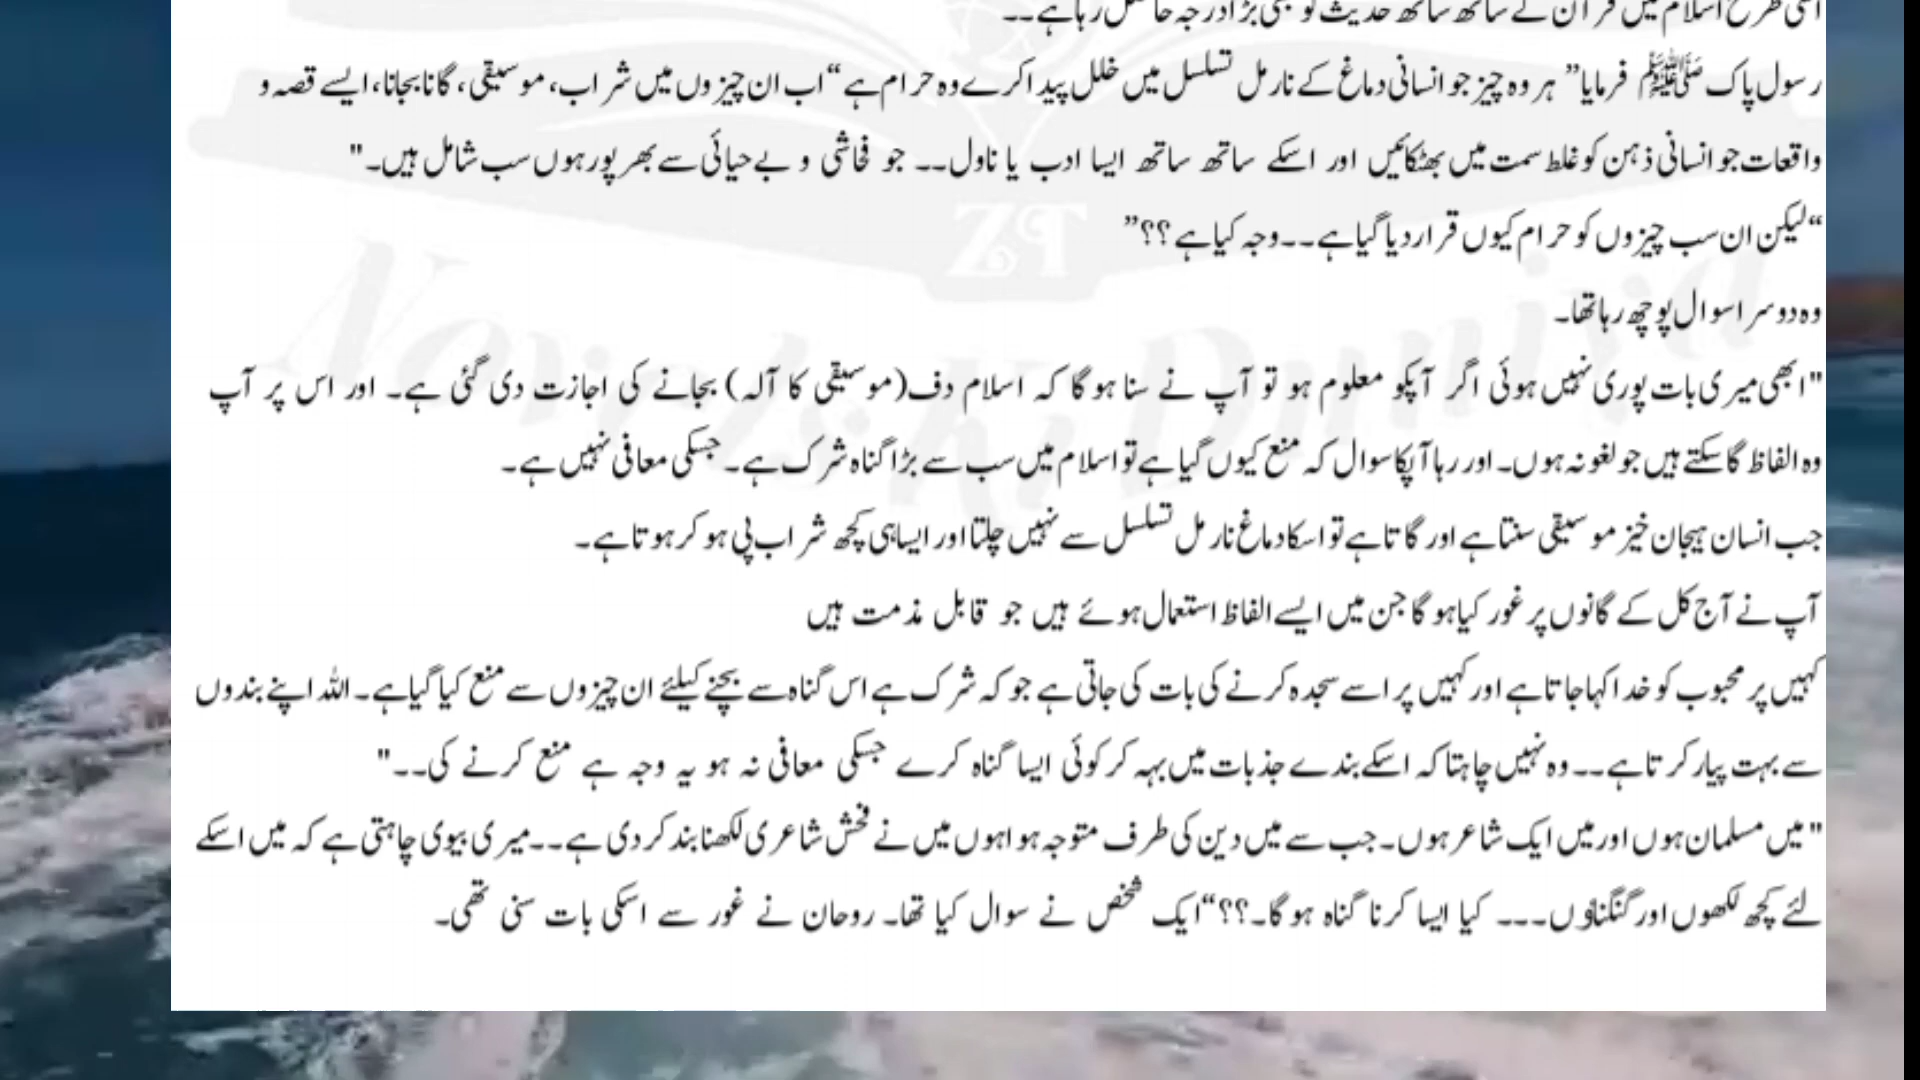 اسی طرح اسلام میں قرآن کے ساتھ ساتھ حدیث کو بھی بڑا درجہ حاصل رہا ہے۔۔
رسول پاک ﷺ فرمایا” ہر وہ چیز جو انسانی دماغ کے نارمل تسلسل میں خلل پیدا کرے وہ حرام ہے “اب ان چیزوں میں شراب، موسیقی، گانا بجانا، ایسے قصہ و
واقعات جو انسانی ذہن کو غلط سمت میں بھٹکائیں اور اسکے ساتھ ساتھ ایسا ادب یا ناول۔۔ جو فحاشی و بے حیائی سے بھرپور ہوں سب شامل ہیں۔"
“لیکن ان سب چیزوں کو حرام کیوں قرار دیا گیا ہے۔۔وجہ کیا ہے؟؟”
وہ دوسرا سوال پوچھ رہا تھا۔
"ابھی میری بات پوری نہیں ہوئی اگر آپکو معلوم ہو تو آپ نے سنا ہو گا کہ اسلام دف(موسیقی کا آلہ) بجانے کی اجازت دی گئی ہے۔ اور اس پر آپ
وہ الفاظ گا سکتے ہیں جو لغو نہ ہوں۔اور رہا آپکا سوال کہ منع کیوں گیا ہے تو اسلام میں سب سے بڑا گناہ شرک ہے۔جسکی معافی نہیں ہے۔
جب انسان ہیجان خیز موسیقی سنتا ہے اور گاتا ہے تو اسکا دماغ نارمل تسلسل سے نہیں چلتا اور ایسا ہی کچھ شراب پی ہو کر ہوتا ہے۔
آپ نے آج کل کے گانوں پر غور کیا ہو گا جن میں ایسے الفاظ استعمال ہوئے ہیں جو قابل مذمت ہیں
کہیں پر محبوب کو خدا کہا جاتا ہے اور کہیں پر اسے سجدہ کرنے کی بات کی جاتی ہے جو کہ شرک ہے اس گناہ سے بچنے کیلئے ان چیزوں سے منع کیا گیا ہے۔اللہ اپنے بندوں
سے بہت پیار کرتا ہے۔۔وہ نہیں چاہتا کہ اسکے بندے جذبات میں بہہ کر کوئی ایسا گناہ کرے جسکی معافی نہ ہو یہ وجہ ہے منع کرنے کی۔۔"
"میں مسلمان ہوں اور میں ایک شاعر ہوں۔جب سے میں دین کی طرف متوجہ ہوا ہوں میں نے فحش شاعری لکھنا بند کر دی ہے۔۔میری بیوی چاہتی ہے کہ میں اسکے
لئے کچھ لکھوں اور گنگناؤں۔۔۔ کیا ایسا کرنا گناہ ہو گا۔؟؟“ایک شخص نے سوال کیا تھا۔ روحان نے غور سے اسکی بات سنی تھی۔
ZT
Novels Ki Duniya